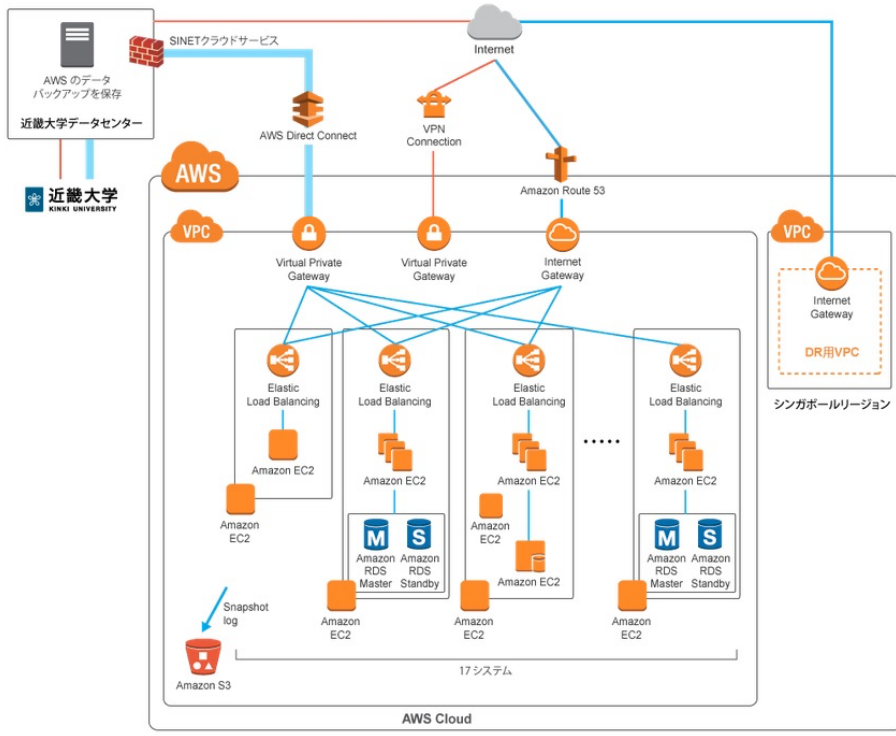 SINETクラウドサービス
Internet
AWS のデータ
バックアップを保存
近畿大学データセンター
AWS Direct Connect
VPN
Connection
近畿大学
KINKI UNIVERSITY
AWS
Amazon Route 53
VPC
Virtual Private
Gateway
Virtual Private
Gateway
Internet
Gateway
VPC
Internet
Gateway
DR用VPC
シンガポールリージョン
Elastic
Load Balancing
Elastic
Load Balancing
Elastic
Load Balancing
Elastic
Load Balancing
Amazon EC2
Amazon EC2
Amazon EC2
Amazon EC2
Amazon
EC2
Amazon
EC2
M
S
Amazon
RDS
Master
Amazon
RDS
Standby
Amazon EC2
M
S
Amazon
RDS
Master
Amazon
RDS
Standby
Amazon
EC2
Amazon
EC2
Amazon
EC2
Snapshot
log
Amazon S3
17 システム
AWS Cloud